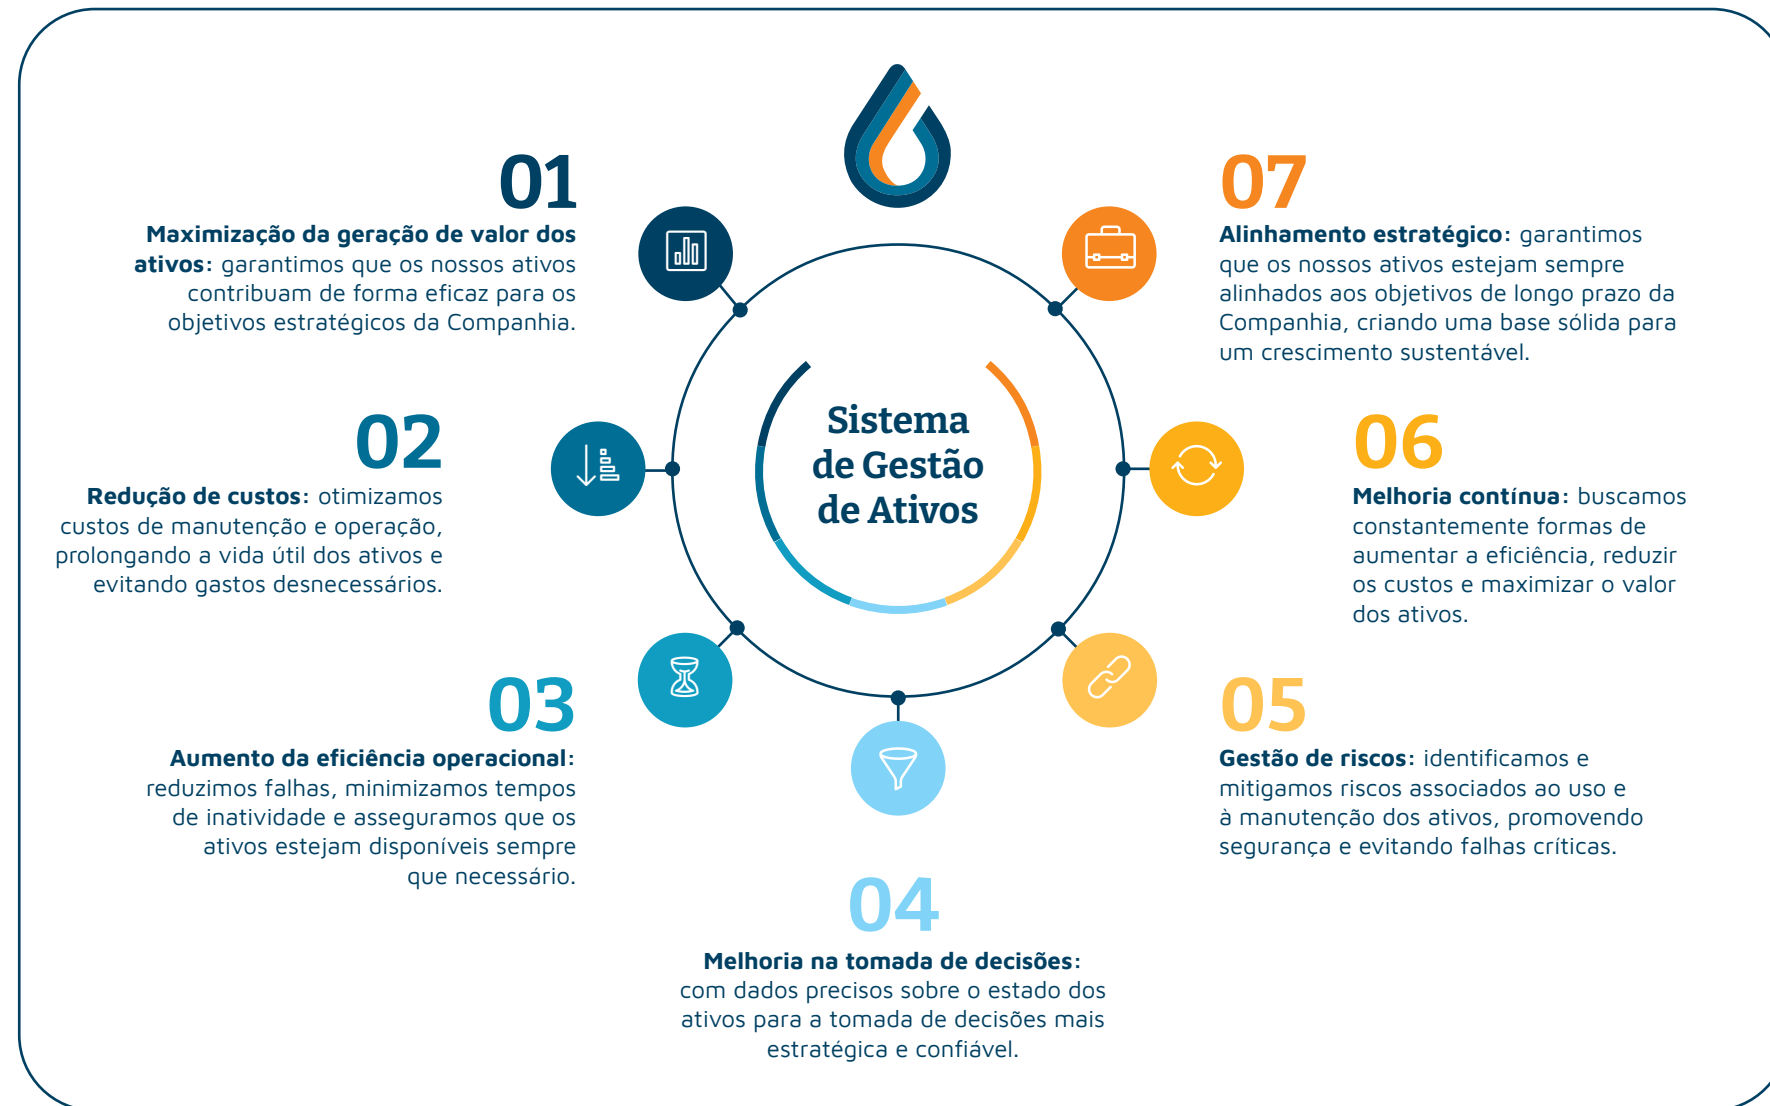 Sistema
de Gestão
de Ativos
01
Maximização da geração de valor dos
ativos: garantimos que os nossos ativos
contribuam de forma eficaz para os
objetivos estratégicos da Companhia.
02
Redução de custos: otimizamos
custos de manutenção e operação,
prolongando a vida útil dos ativos e
evitando gastos desnecessários.
03
Aumento da eficiência operacional:
reduzimos falhas, minimizamos tempos
de inatividade e asseguramos que os
ativos estejam disponíveis sempre
que necessário.
04
Melhoria na tomada de decisões:
com dados precisos sobre o estado dos
ativos para a tomada de decisões mais
estratégica e confiável.
05
Gestão de riscos: identificamos e
mitigamos riscos associados ao uso e
à manutenção dos ativos, promovendo
segurança e evitando falhas críticas.
06
Melhoria contínua: buscamos
constantemente formas de
aumentar a eficiência, reduzir
os custos e maximizar o valor
dos ativos.
07
Alinhamento estratégico: garantimos
que os nossos ativos estejam sempre
alinhados aos objetivos de longo prazo da
Companhia, criando uma base sólida para
um crescimento sustentável.